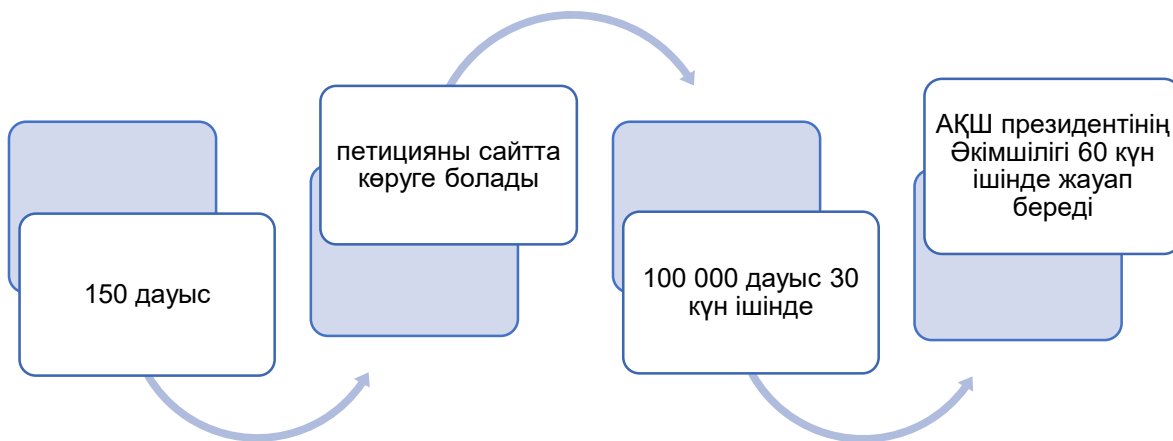 150 дауыс
петицияны сайтта
көруге болады
100 000 дауыс 30
күн ішінде
АҚШ президентінің
Әкімшілігі 60 күн
ішінде жауап
береді